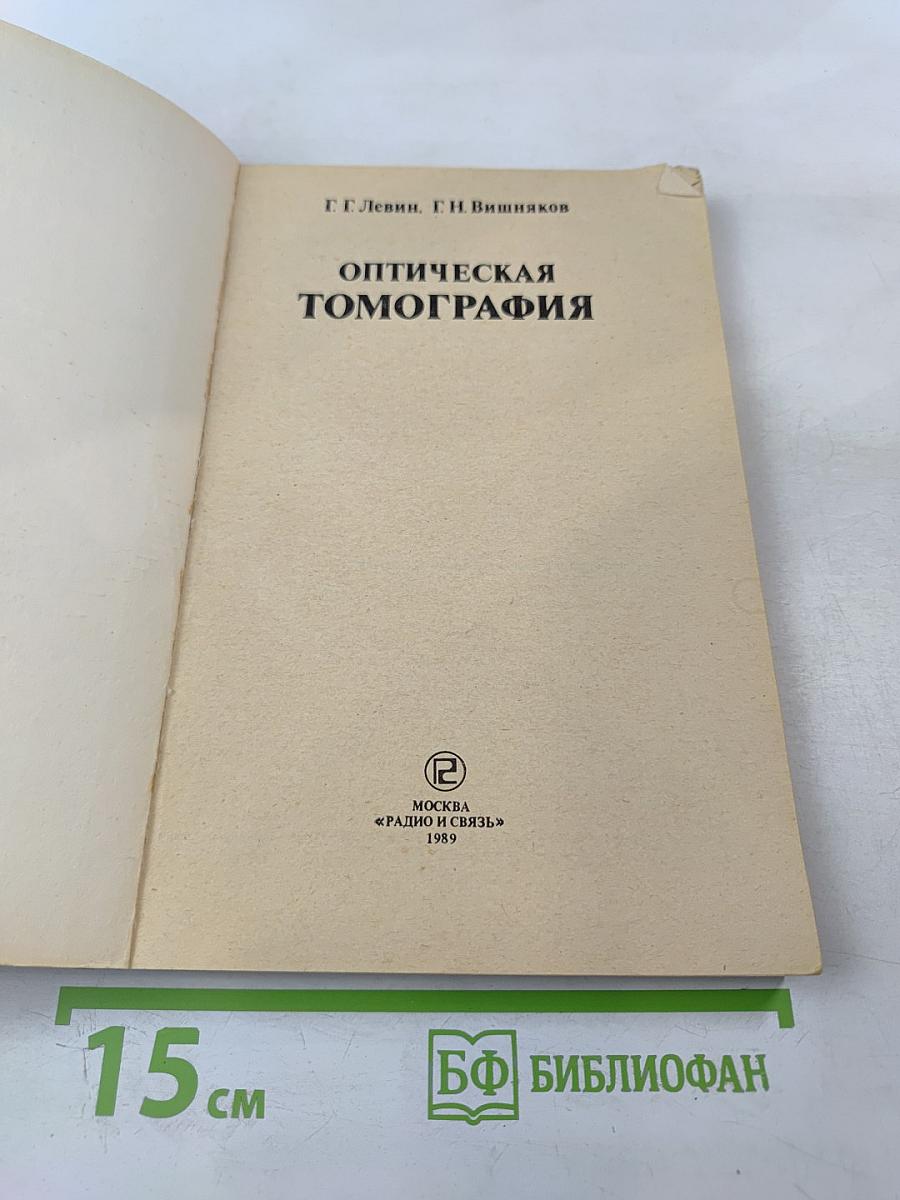 Г. Г. Левин, Г. Н. Вишняков
ОПТИЧЕСКАЯ
ТОМОГРАФИЯ
МОСКВА
«РАДИО И СВЯЗЬ»
1989
15 см
БФ БИБЛИОФАН